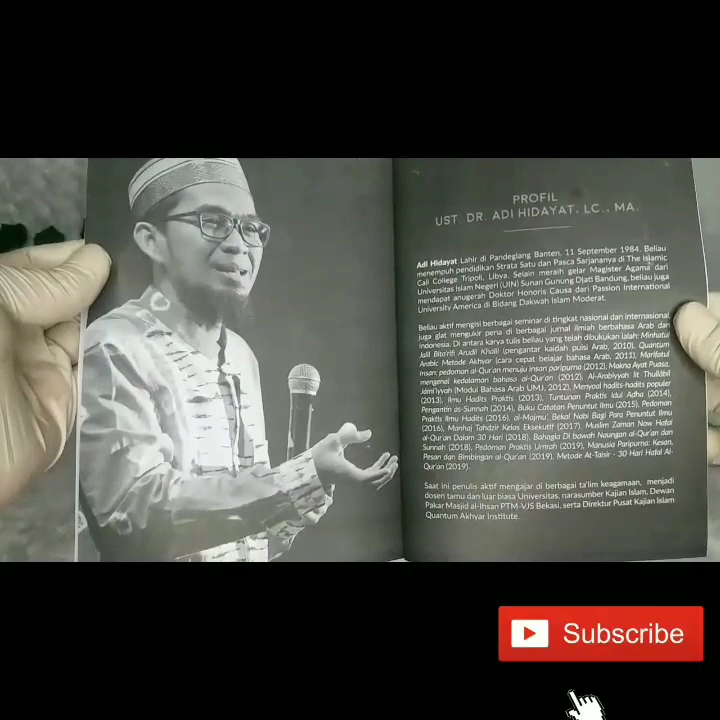 PROFIL
UST. DR. ADI HIDAYAT, LC., MA.
Adi Hidayat Lahir di Pandeglang Banten, 11 September 1984. Beliau
menempuh pendidikan Strata Satu dan Pasca Sarjananya di The Islamic
Call College Tripoli, Libya. Selain meraih gelar Magister Agama dari
Universitas Islam Negeri (UIN) Sunan Gunung Djati Bandung, beliau juga
mendapat anugerah Doktor Honoris Causa dari Passion International
University America di Bidang Dakwah Islam Moderat.
Beliau aktif mengisi berbagai seminar di tingkat nasional dan internasional
juga giat mengukir pena di berbagai jurnal ilmiah berbahasa Arab dan
Indonesia. Di antara karya tulis beliau yang telah dibukukan ialah: Minhatul
Jalil Bita'rifi Arudil Khalil (pengantar kaidah puisi Arab, 2010), Quantum
Arabic Metode Akhyar (cara cepat belajar bahasa Arab, 2011), Ma'rifatul
Insan: pedoman al-Qur'an menuju insan paripurna (2012), Makna Ayat Puasa,
mengenal kedalaman bahasa al-Qur'an (2012), Al-Arabiyyah lit Thullabil
Jami'iyyah (Modul Bahasa Arab UMJ, 2012), Menyoal hadits-hadits populer
(2013), Ilmu Hadits Praktis (2013), Tuntunan Praktis Idul Adha (2014),
Pengantin as-Sunnah (2014), Buku Catatan Penuntut Ilmu (2015), Pedoman
Praktis Ilmu Hadits (2016), al-Majmu', Bekal Nabi Bagi Para Penuntut Ilmu
(2016), Manhaj Tahdzir Kelas Eksekutif (2017), Muslim Zaman Now Hafal
al-Qur'an Dalam 30 Hari (2018), Bahagia Di bawah Naungan al-Qur'an dan
Sunnah (2018), Pedoman Praktis Umrah (2019), Manusia Paripurna: Kesan,
Pesan dan Bimbingan al-Qur'an (2019), Metode At-Taisir - 30 Hari Hafal Al-
Qur'an (2019).
Saat ini penulis aktif mengajar di berbagai ta'lim keagamaan, menjadi
dosen tamu dan luar biasa Universitas, narasumber Kajian Islam, Dewan
Pakar Masjid al-Ihsan PTM-VJS Bekasi, serta Direktur Pusat Kajian Islam
Quantum Akhyar Institute.
Subscribe